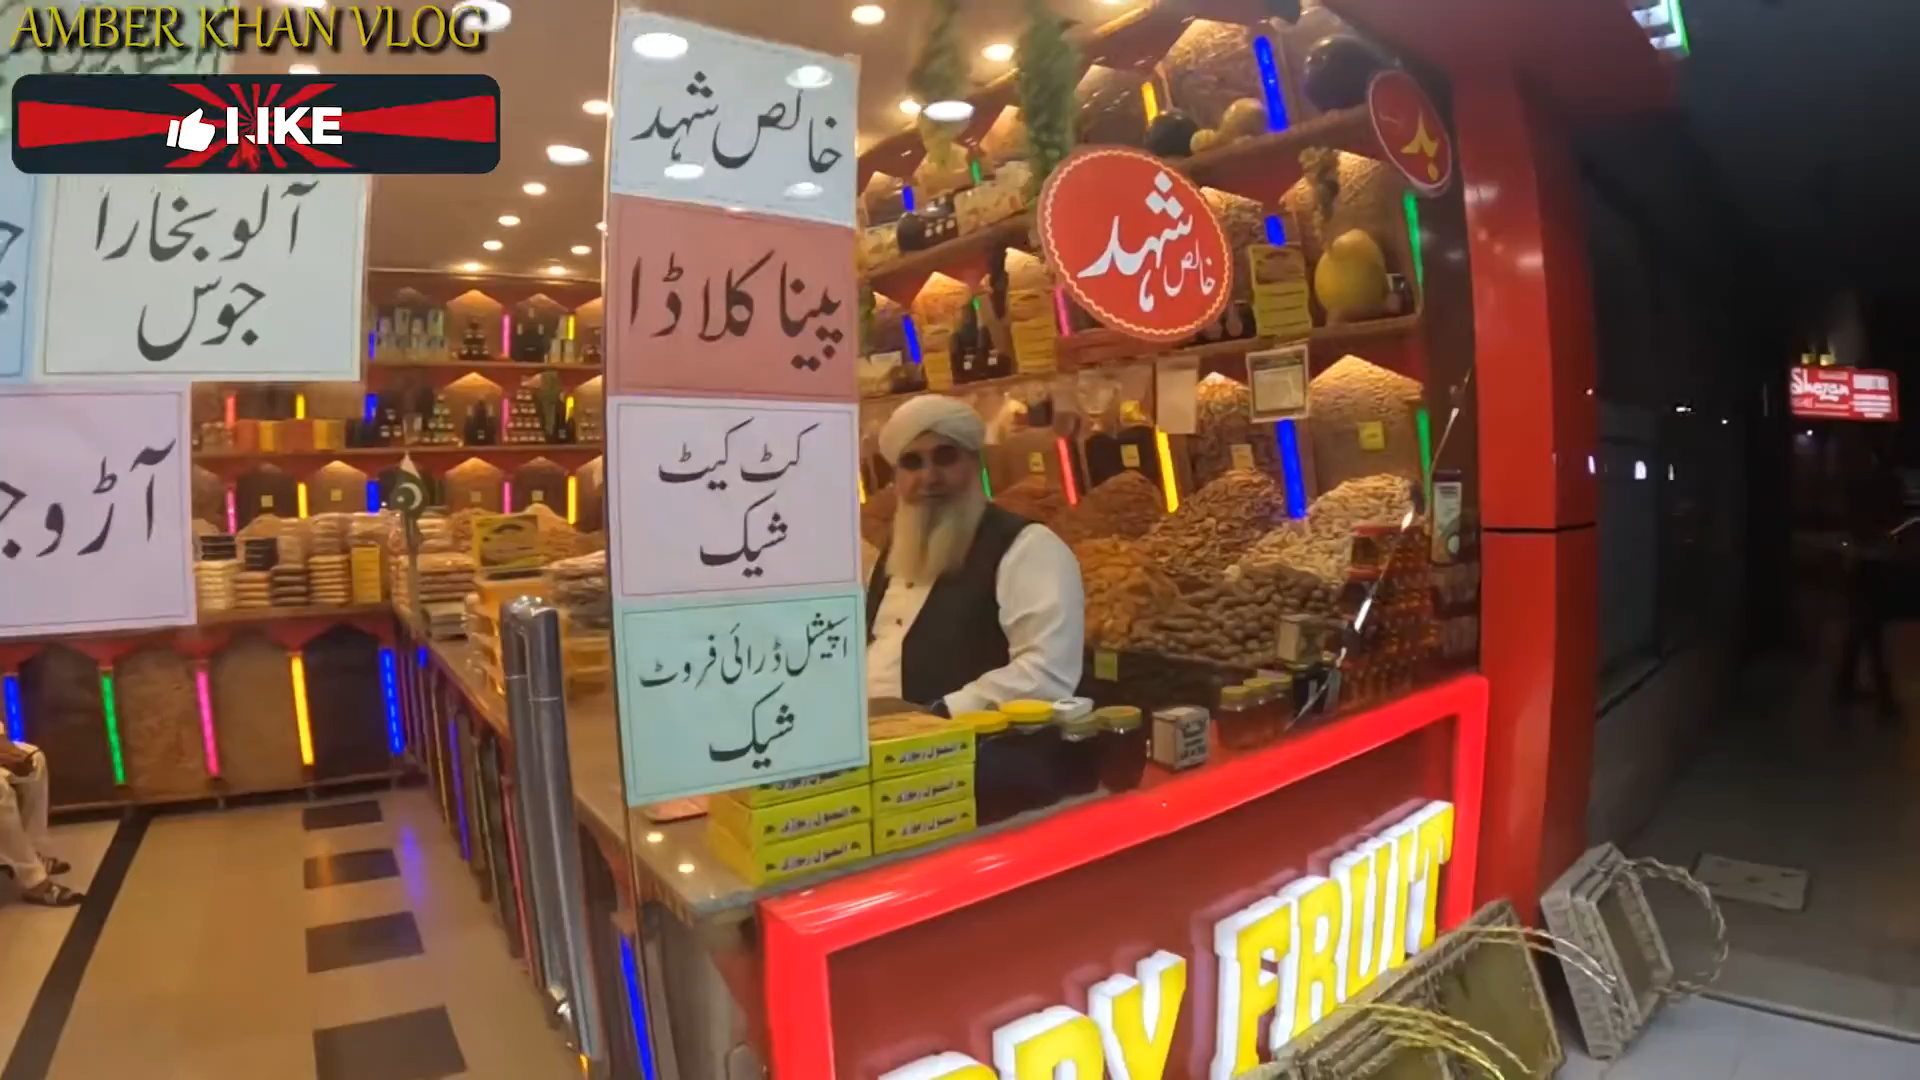 AMBER KHAN VLOG
LIKE
آلو بخارا
جوس
آڑو
خالص شہد
پینا کلاڈا
کٹ کیٹ
شیک
اسپیشل ڈرائی فروٹ
شیک
خالص شہد
Shezan
DRY FRUIT